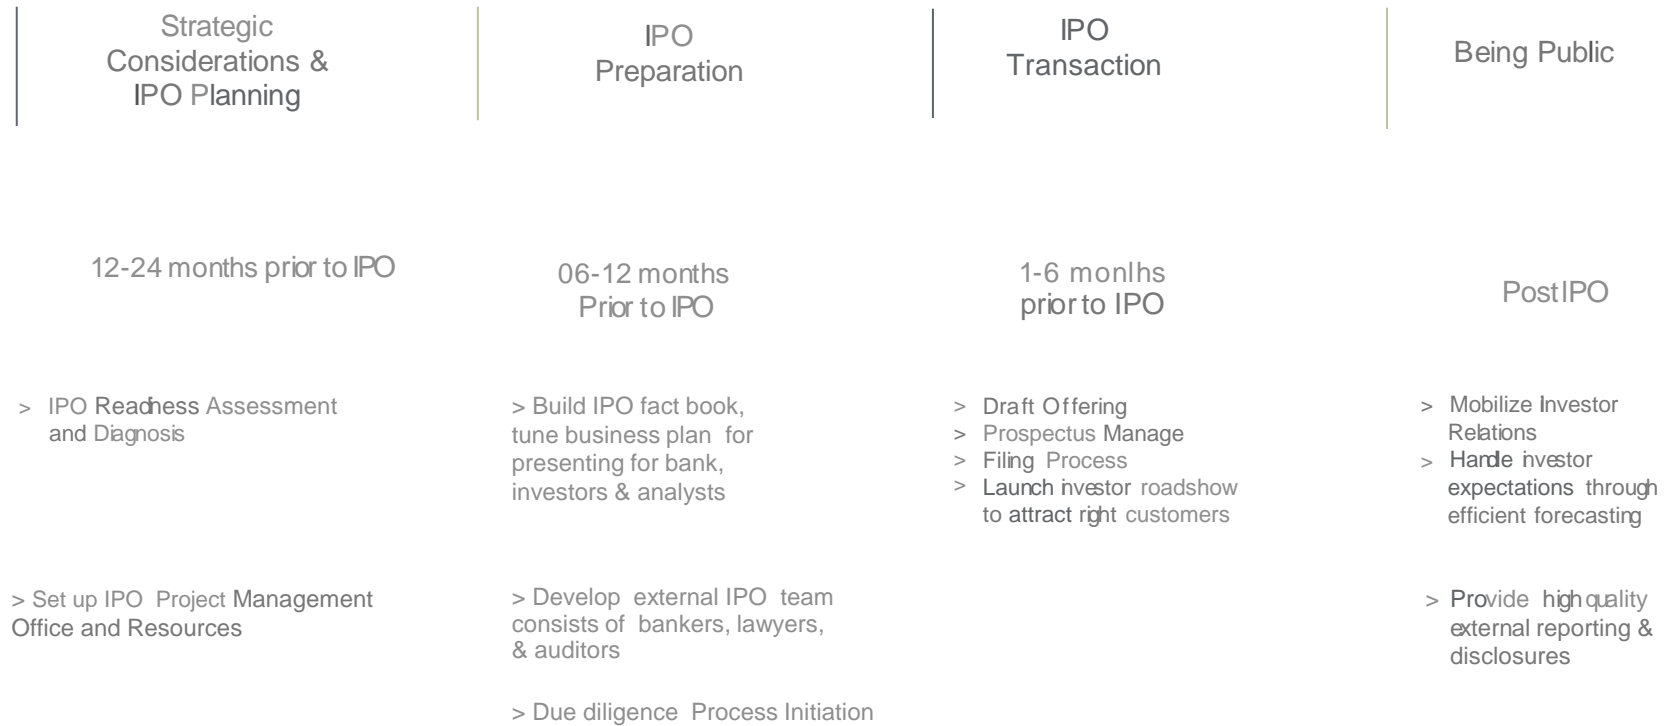 Strategic
Considerations &
IPO Planning
IPO
Preparation
IPO
Transaction
Being Public
12-24 months prior to IPO
06-12 months
Prior to IPO
1-6 monlhs
prior to IPO
Post IPO
> IPO Readness Assessment
and Diagnosis
> Set up IPO Project Management
Office and Resources
> Build IPO fact book,
tune business plan for
presenting for bank,
investors & analysts
> Develop external IPO team
consists of bankers, lawyers,
& auditors
> Due diligence Process Initiation
> Draft Offering
> Prospectus Manage
> Filing Process
> Launch investor roadshow
to attract right customers
> Mobilize Investor
Relations
> Handle investor
expectations through
efficient forecasting
> Provide high quality
external reporting &
disclosures